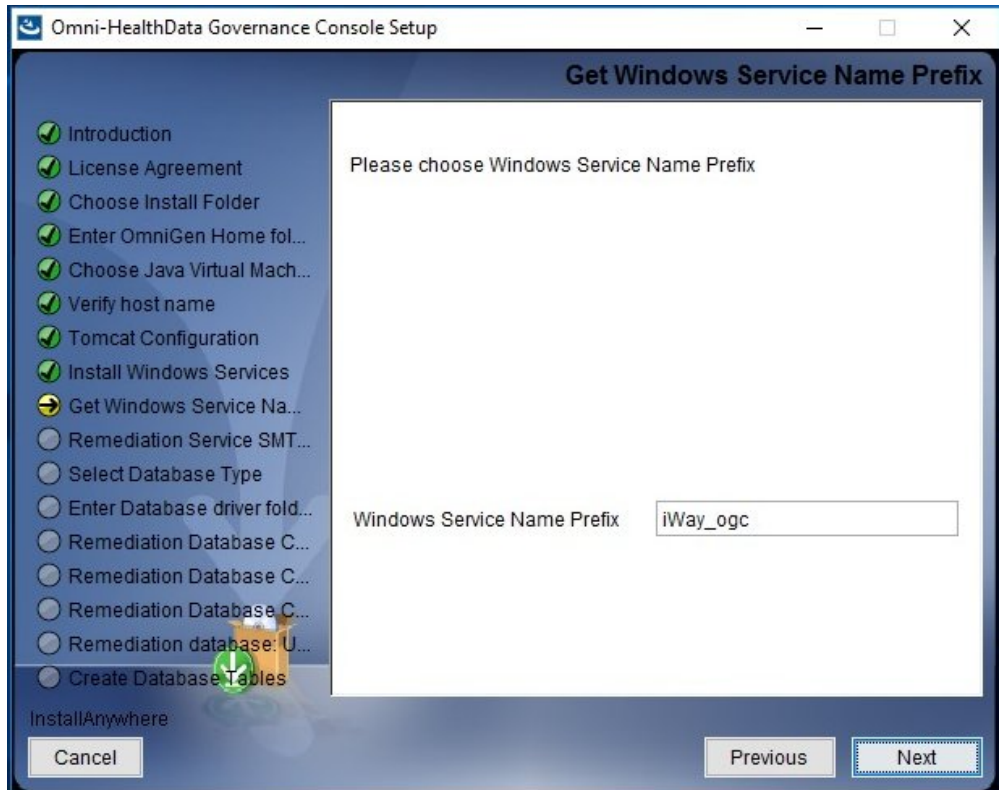 Omni-HealthData Governance Console Setup
Get Windows Service Name Prefix
Introduction
License Agreement
Choose Install Folder
Enter OmniGen Home fol...
Choose Java Virtual Mach...
Verify host name
Tomcat Configuration
Install Windows Services
Get Windows Service Na...
Remediation Service SMT...
Select Database Type
Enter Database driver fold...
Remediation Database C...
Remediation Database C...
Remediation Database C...
Remediation database: U...
Create Database Tables
Please choose Windows Service Name Prefix
Windows Service Name Prefix iWay_ogc
InstallAnywhere
Cancel Previous Next